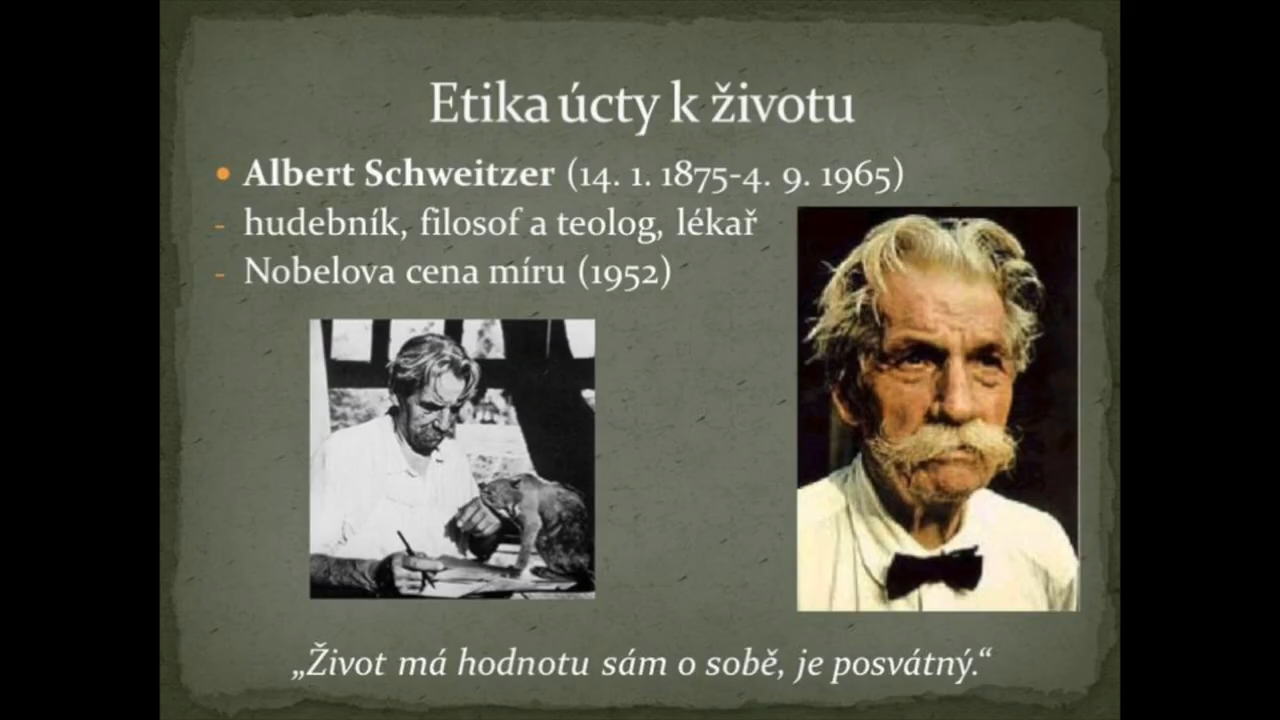 Etika úcty k životu
• Albert Schweitzer (14. 1. 1875-4. 9. 1965)
- hudebník, filosof a teolog, lékař
- Nobelova cena míru (1952)
„Život má hodnotu sám o sobě, je posvátný.“